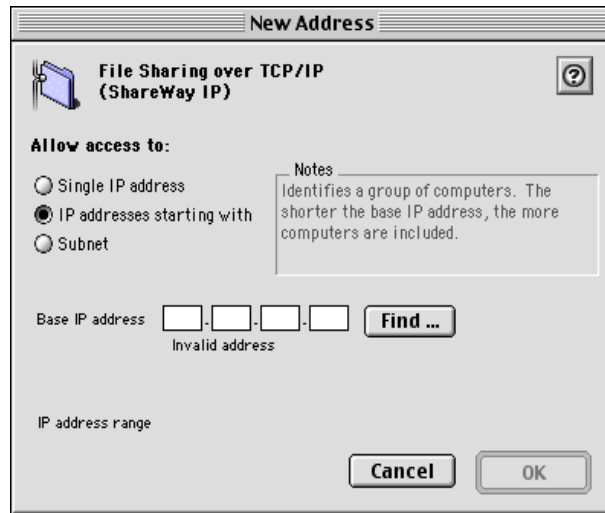 New Address
File Sharing over TCP/IP
(ShareWay IP)
?
Allow access to:
Single IP address
IP addresses starting with
Subnet
Notes
Identifies a group of computers. The
shorter the base IP address, the more
computers are included.
Base IP address . . . Find ...
Invalid address
IP address range
Cancel OK